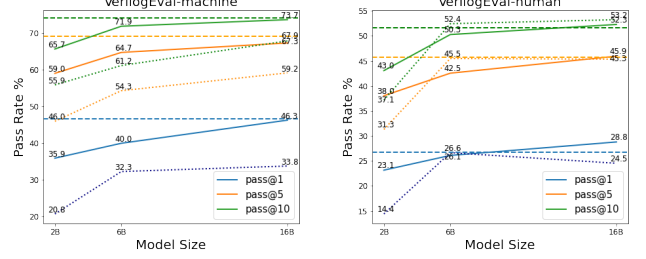 VerilogEval-machine
Pass Rate %
70
60
50
40
30
20
65.7
71.9
73.7
59.0
64.7
67.9
67.3
55.9
61.2
46.0
54.3
59.2
35.9
40.0
46.3
20.8
32.3
33.8
pass@1
pass@5
pass@10
2B
6B
16B
Model Size
VerilogEval-human
Pass Rate %
55
50
45
40
35
30
25
20
15
43.0
52.4
50.3
53.2
52.3
38.0
37.1
45.5
42.5
45.9
45.3
31.3
23.1
26.6
26.1
28.8
24.5
14.4
pass@1
pass@5
pass@10
2B
6B
16B
Model Size